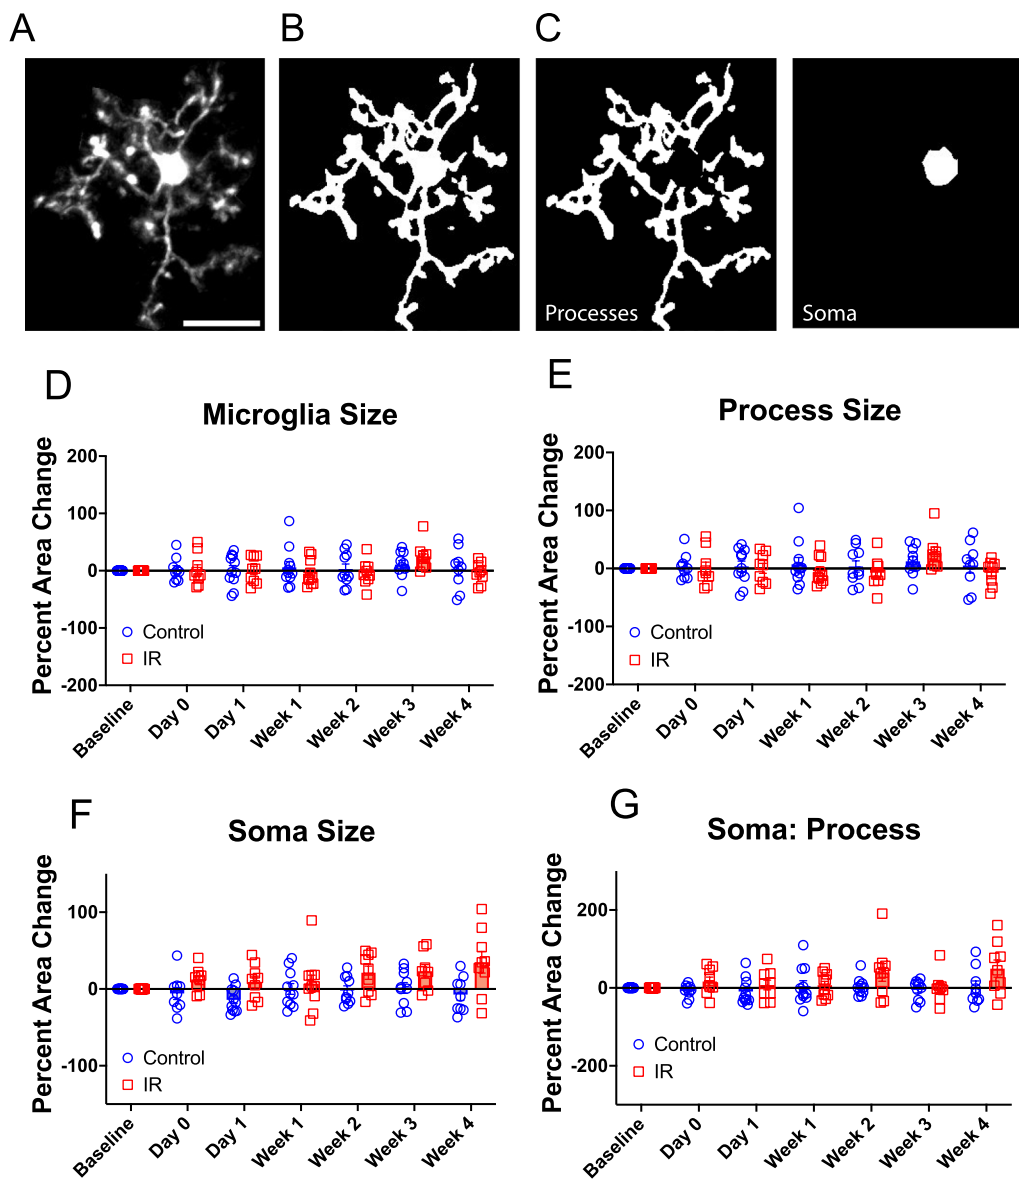 A
B
C
Processes
Soma
D
Microglia Size
Percent Area Change
200
100
0
-100
-200
Control
IR
Baseline
Day 0
Day 1
Week 1
Week 2
Week 3
Week 4
E
Process Size
Percent Area Change
200
100
0
-100
-200
Control
IR
Baseline
Day 0
Day 1
Week 1
Week 2
Week 3
Week 4
F
Soma Size
Percent Area Change
100
0
-100
Control
IR
Baseline
Day 0
Day 1
Week 1
Week 2
Week 3
Week 4
G
Soma: Process
Percent Area Change
200
0
-200
Control
IR
Baseline
Day 0
Day 1
Week 1
Week 2
Week 3
Week 4